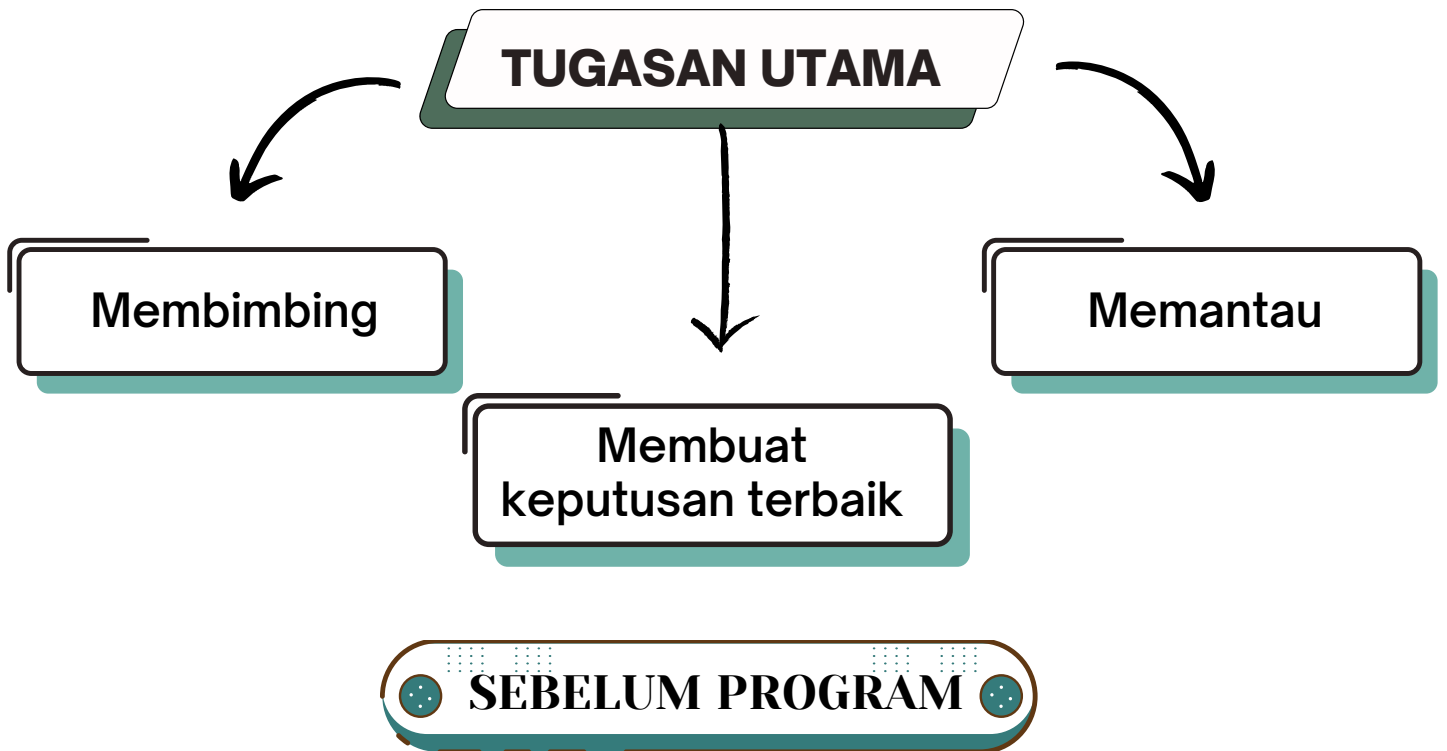 TUGASAN UTAMA
Membimbing
Memantau
Membuat
keputusan terbaik
SEBELUM PROGRAM